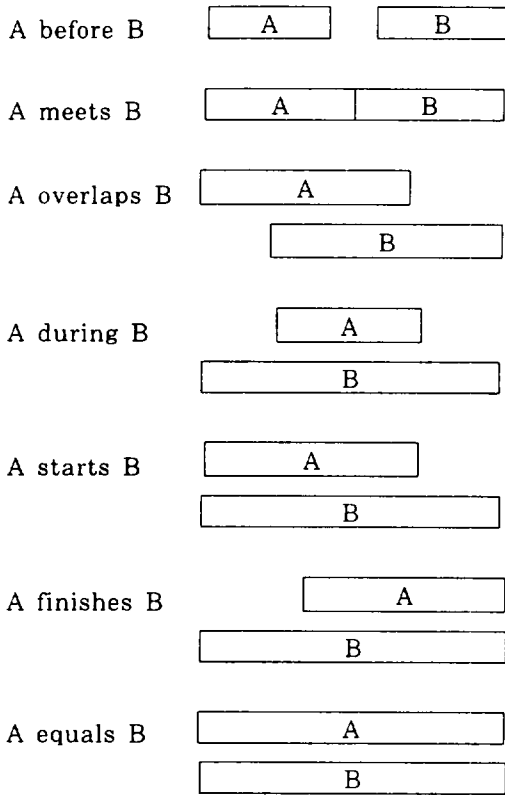 A before B A B
A meets B A B
A overlaps B A
B
A during B A
B
A starts B A
B
A finishes B A
B
A equals B A
B